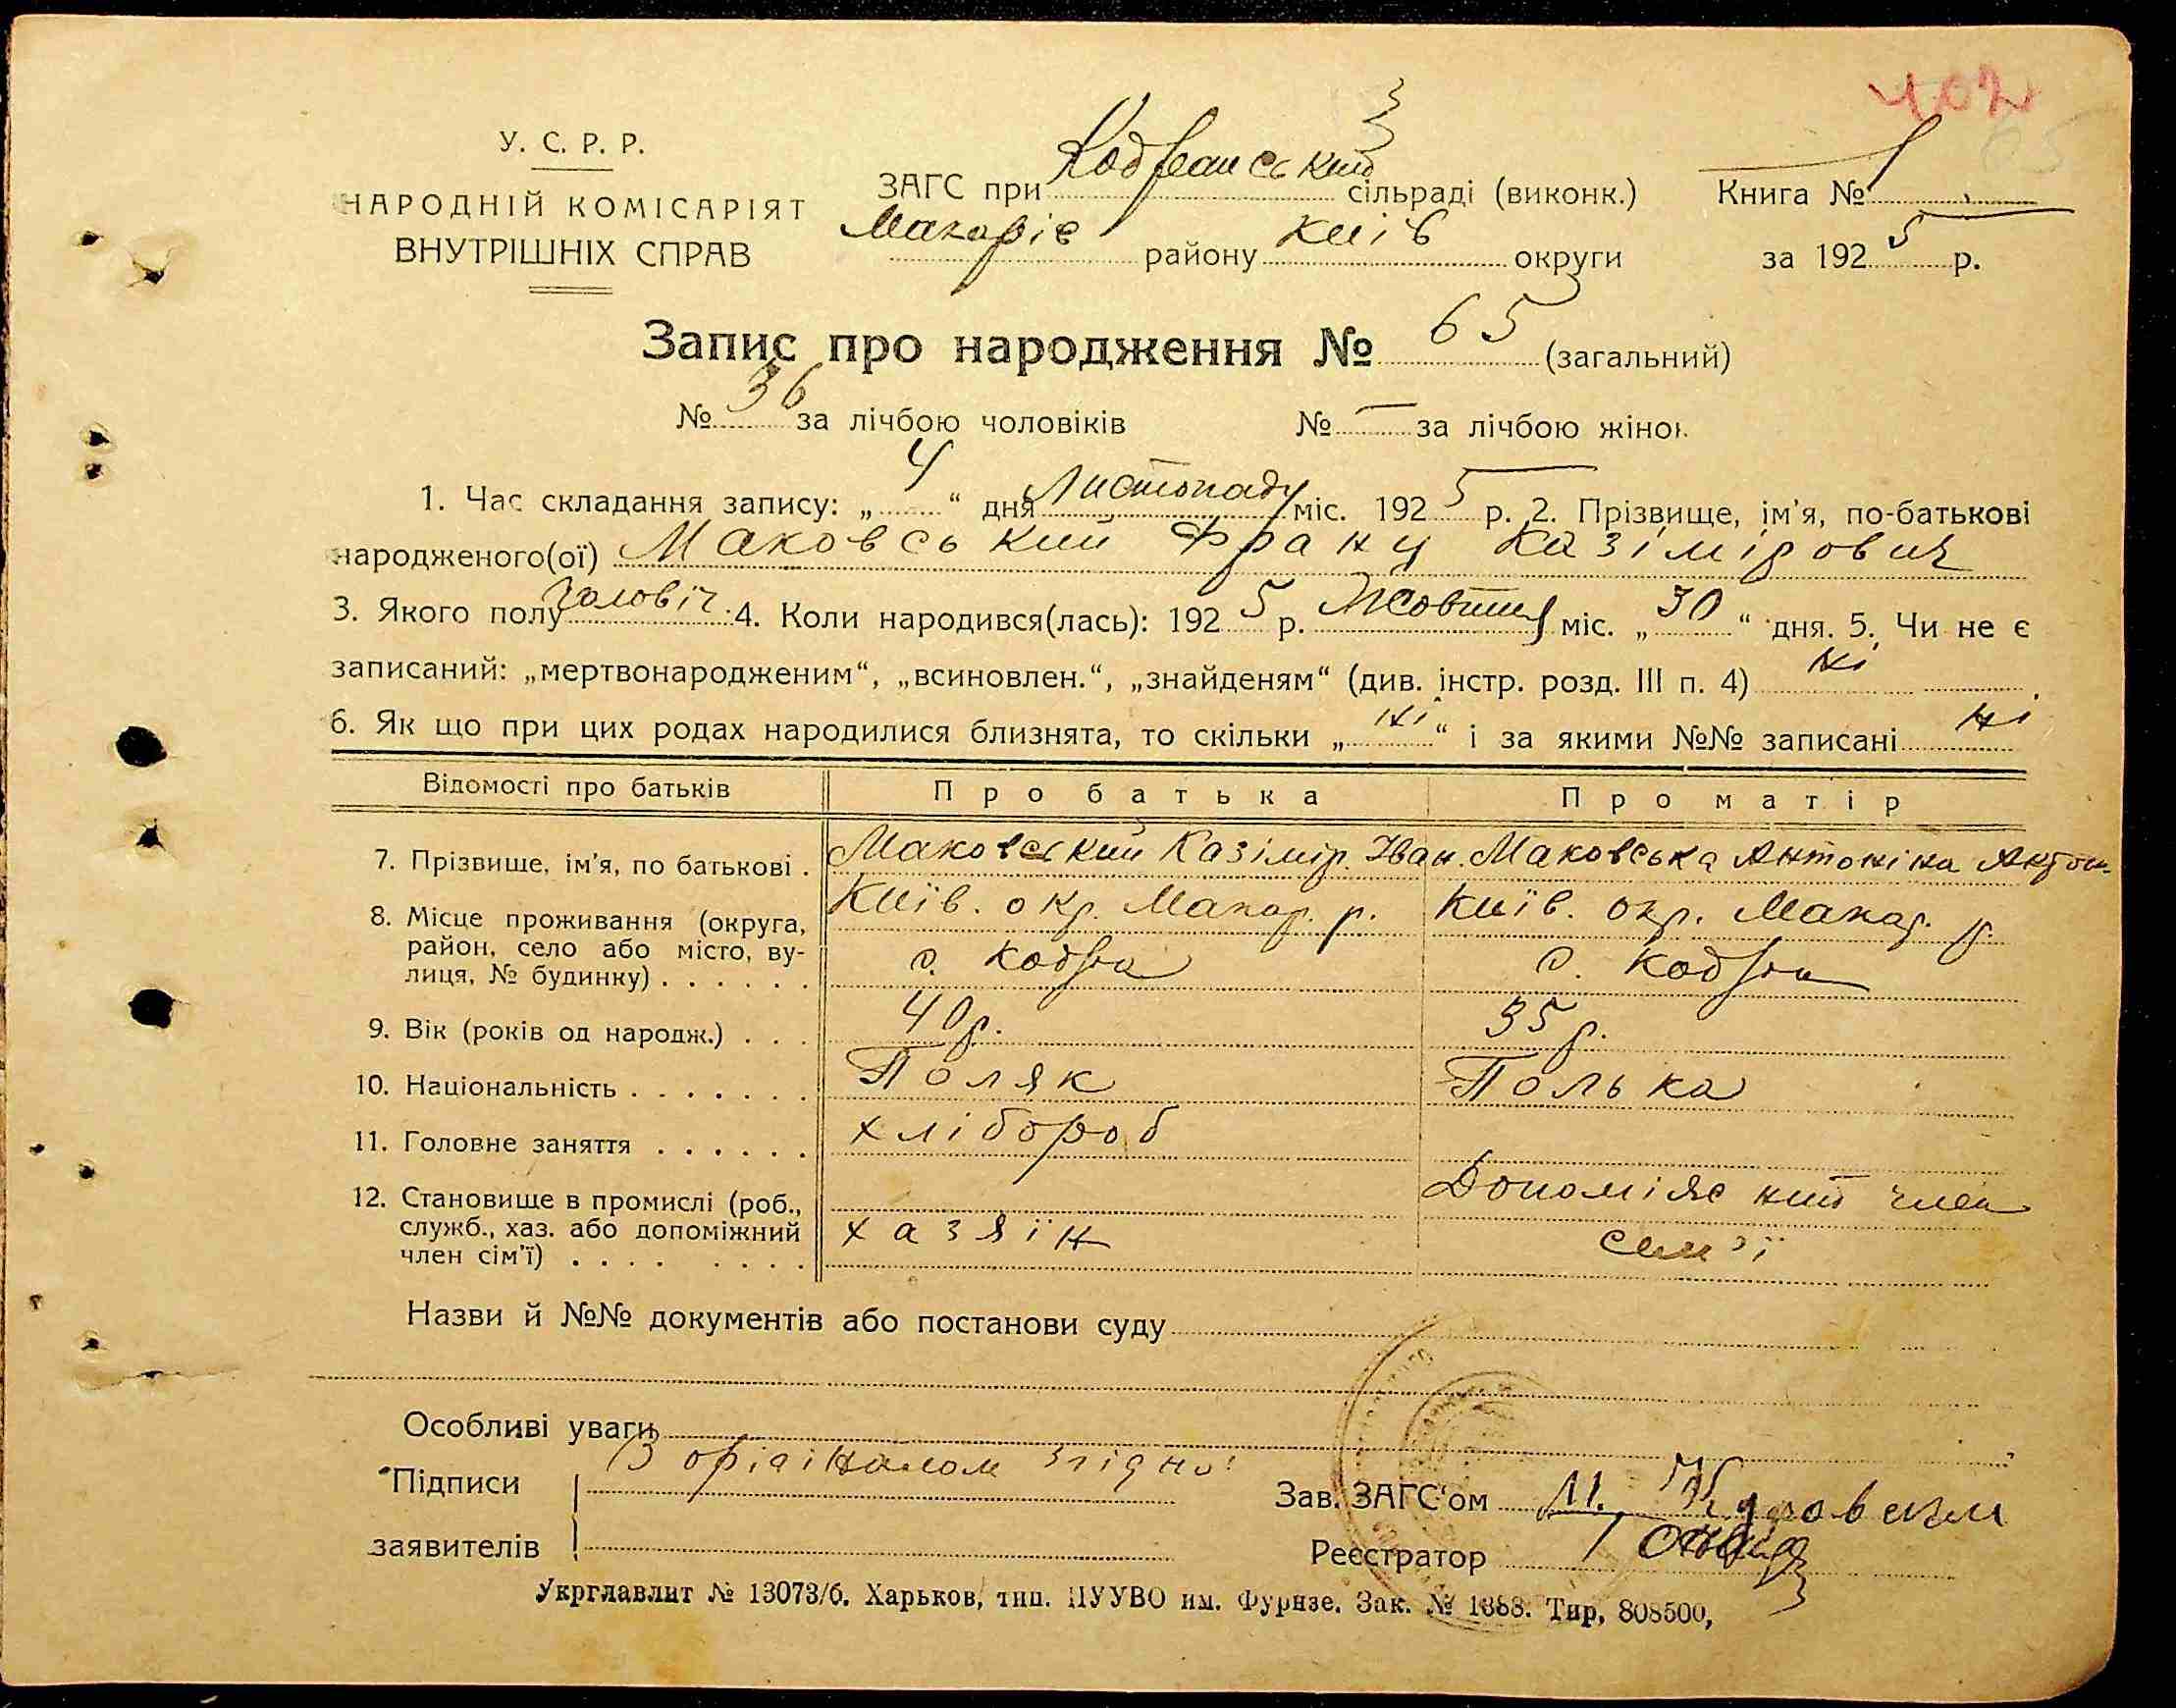 402
65
У. С. Р. Р.
НАРОДНІЙ КОМІСАРІЯТ
ВНУТРІШНІХ СПРАВ
ЗАГС при Кодрянський сільраді (виконк.)
Макарів району Київ округи
Книга № 1
за 1925 р.
Запис про народження № 65 (загальний)
№ 36 за лічбою чоловіків № — за лічбою жінок
1. Час складання запису: „4“ дня Листопаду міс. 1925 р. 2. Прізвище, ім'я, по-батькові
народженого(ої) Маковський Франц Казімірович
3. Якого полу чоловіч. 4. Коли народився(лась): 1925 р. Жовтня міс. „30“ дня. 5. Чи не є
записаний: „мертвонародженим“, „всиновлен.“, „знайденям“ (див. інстр. розд. III п. 4) ні
6. Як що при цих родах народилися близнята, то скільки „ні“ і за якими №№ записані ні
Відомості про батьків Про батька Про матір
7. Прізвище, ім'я, по батькові . Маковський Казімір. Іван. Маковська Антоніна Антон.
8. Місце проживання (округа, район, село або місто, вулиця, № будинку) . . . . . .
Київ. окр. Макар. р. Київ. окр. Макар. р.
с. Кодра с. Кодра
9. Вік (років од народж.) . . . 40 р. 35 р.
10. Національність . . . . . . . Поляк Полька
11. Головне заняття . . . . . . хлібороб
12. Становище в промислі (роб., служб., хаз. або допоміжний член сім'ї) . . . . . . . .
хазяїн Допоміжний член
сем'ї
Назви й №№ документів або постанови суду
Особливі уваги
З орігіналом згідно:
Підписи
заявителів
Зав. ЗАГС'ом
Реєстратор
Укрглавлит № 13073/б. Харьков, тип. ПУУВО им. Фурнзе. Зак. № 1388. Тир, 808500,